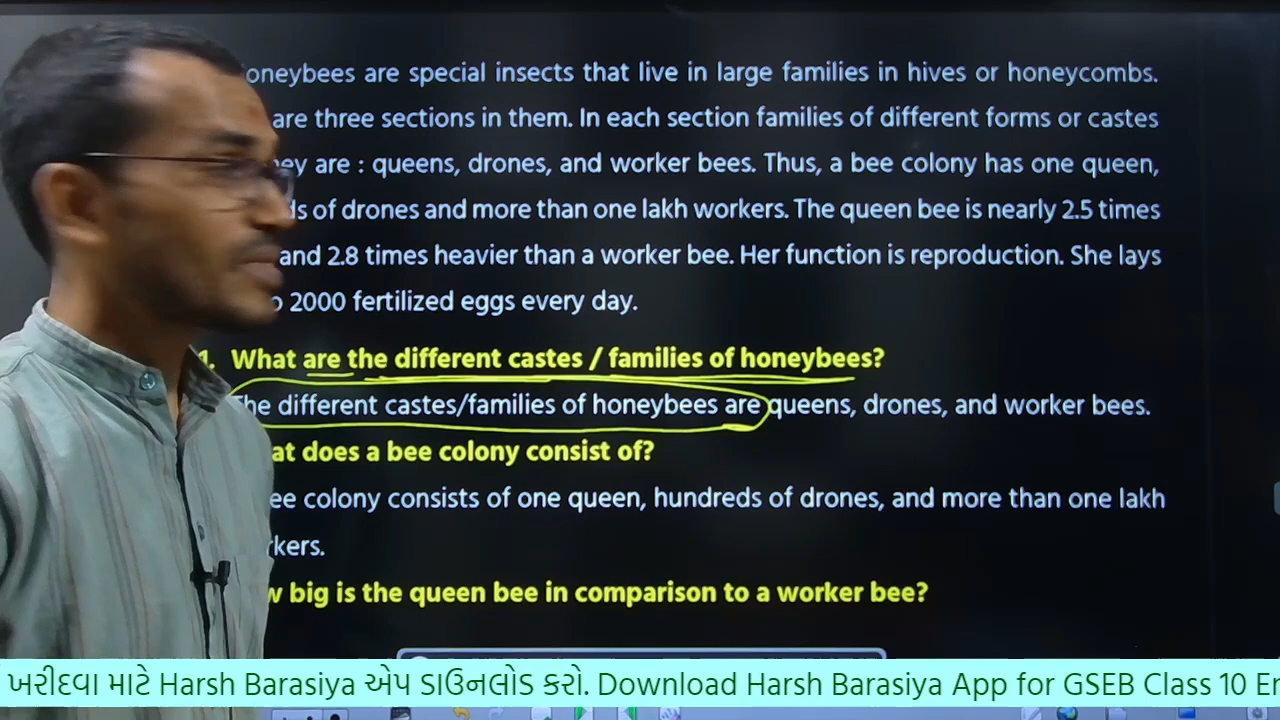 oneybees are special insects that live in large families in hives or honeycombs.
are three sections in them. In each section families of different forms or castes
ey are : queens, drones, and worker bees. Thus, a bee colony has one queen,
ds of drones and more than one lakh workers. The queen bee is nearly 2.5 times
and 2.8 times heavier than a worker bee. Her function is reproduction. She lays
o 2000 fertilized eggs every day.
1. What are the different castes / families of honeybees?
The different castes/families of honeybees are queens, drones, and worker bees.
at does a bee colony consist of?
ee colony consists of one queen, hundreds of drones, and more than one lakh
rkers.
w big is the queen bee in comparison to a worker bee?
ખરીદવા માટે Harsh Barasiya એપ ડાઉનલોડ કરો. Download Harsh Barasiya App for GSEB Class 10 En